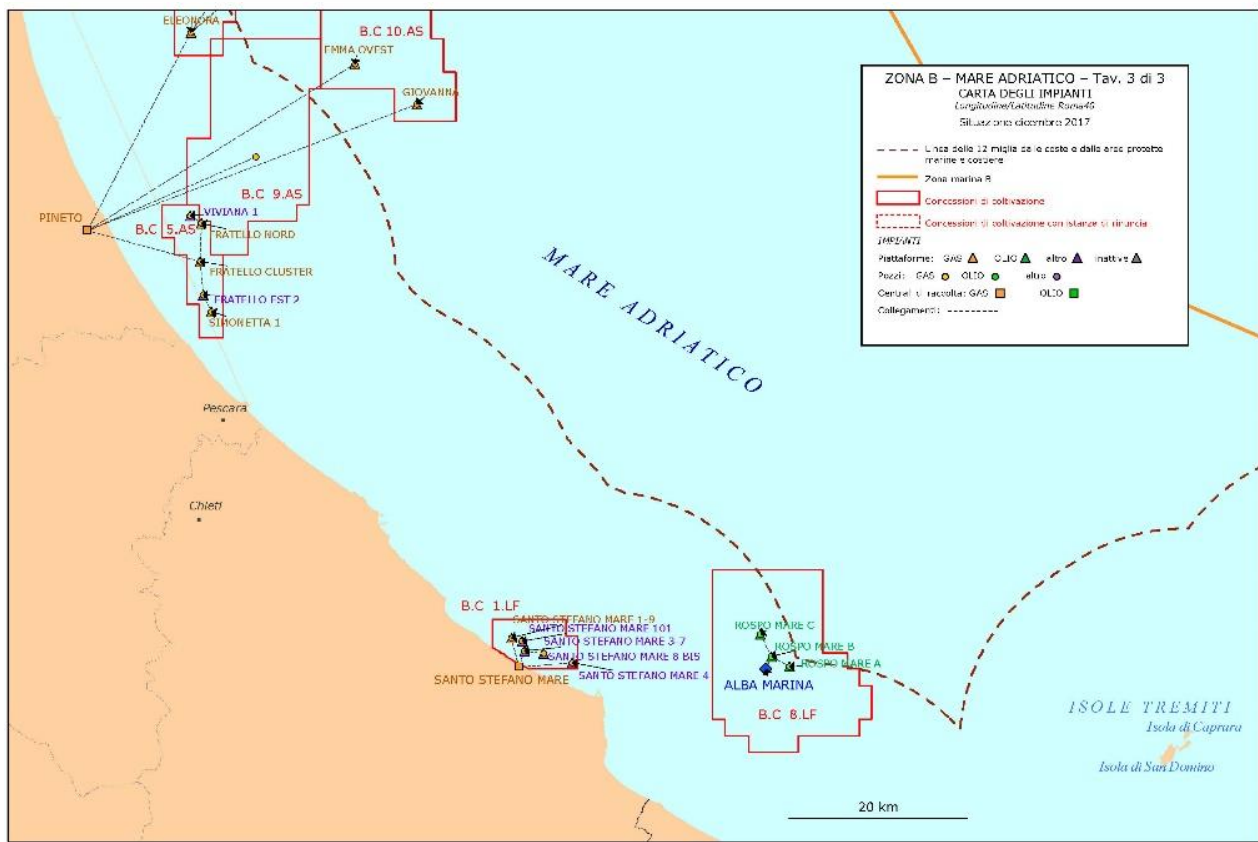 ELEONORA
B.C 10.AS
EMMA OVEST
GIOVANNA
B.C 9.AS
PINETO
VIVIANA 1
B.C 5.AS
FRATELLO NORD
FRATELLO CLUSTER
FRATELLO EST 2
SIMONETTA 1
Pescara
Chieti
MARE ADRIATICO
ZONA B – MARE ADRIATICO – Tav. 3 di 3
CARTA DEGLI IMPIANTI
Longitudine/Latitudine Roma40
Situazione dicembre 2017
Linea delle 12 miglia dalle coste e dalle aree protette
marine e costiere
Zona marina B
Concessioni di coltivazione
Concessioni di coltivazione con istanze di rinuncia
IMPIANTI
Piattaforme: GAS OLIO altro inattive
Pozzi: GAS OLIO altro
Centrali di raccolta: GAS OLIO
Collegamenti:
B.C 1.LF
SANTO STEFANO MARE 1-9
SANTO STEFANO MARE 101
SANTO STEFANO MARE 3-7
SANTO STEFANO MARE 8 BIS
SANTO STEFANO MARE
SANTO STEFANO MARE 4
ROSPO MARE C
ROSPO MARE B
ROSPO MARE A
ALBA MARINA
B.C 8.LF
ISOLE TREMITI
Isola di Caprara
Isola di San Domino
20 km